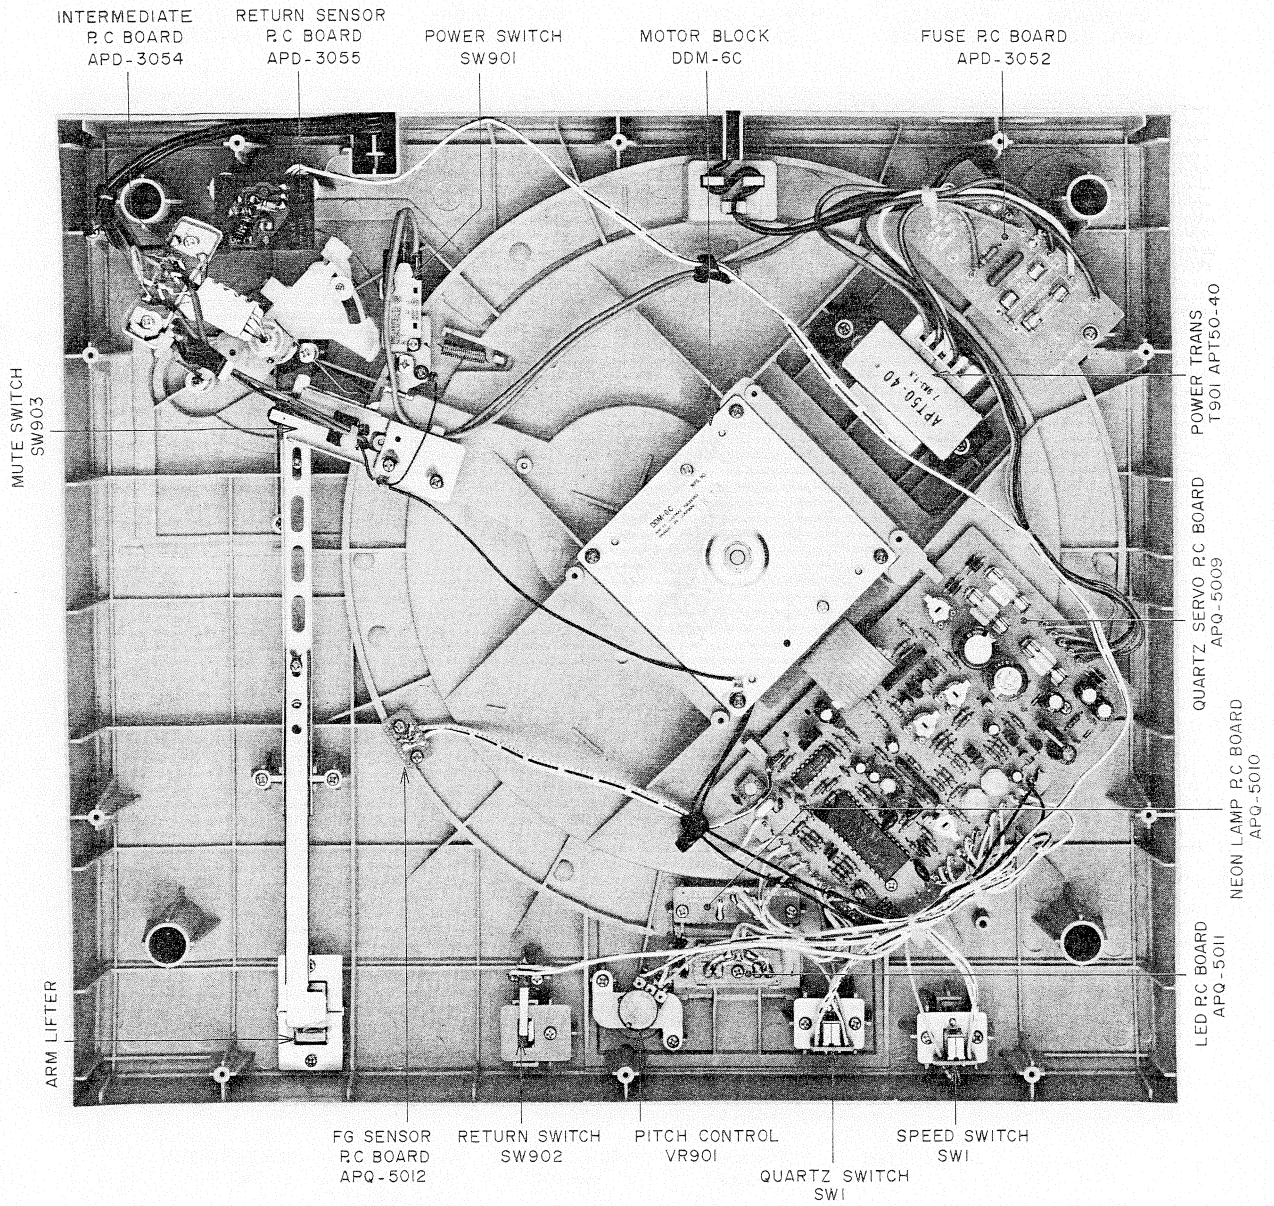 INTERMEDIATE
P.C BOARD
APD-3054
RETURN SENSOR
P.C BOARD
APD-3055
POWER SWITCH
SW901
MOTOR BLOCK
DDM-6C
FUSE P.C BOARD
APD-3052
MUTE SWITCH
SW903
POWER TRANS
T901 APT50-40
APT50-40
DDM-6C
QUARTZ SERVO P.C BOARD
APQ-5009
NEON LAMP P.C BOARD
APQ-5010
LED P.C BOARD
APQ-5011
ARM LIFTER
FG SENSOR
P.C BOARD
APQ-5012
RETURN SWITCH
SW902
PITCH CONTROL
VR901
QUARTZ SWITCH
SW1
SPEED SWITCH
SW1